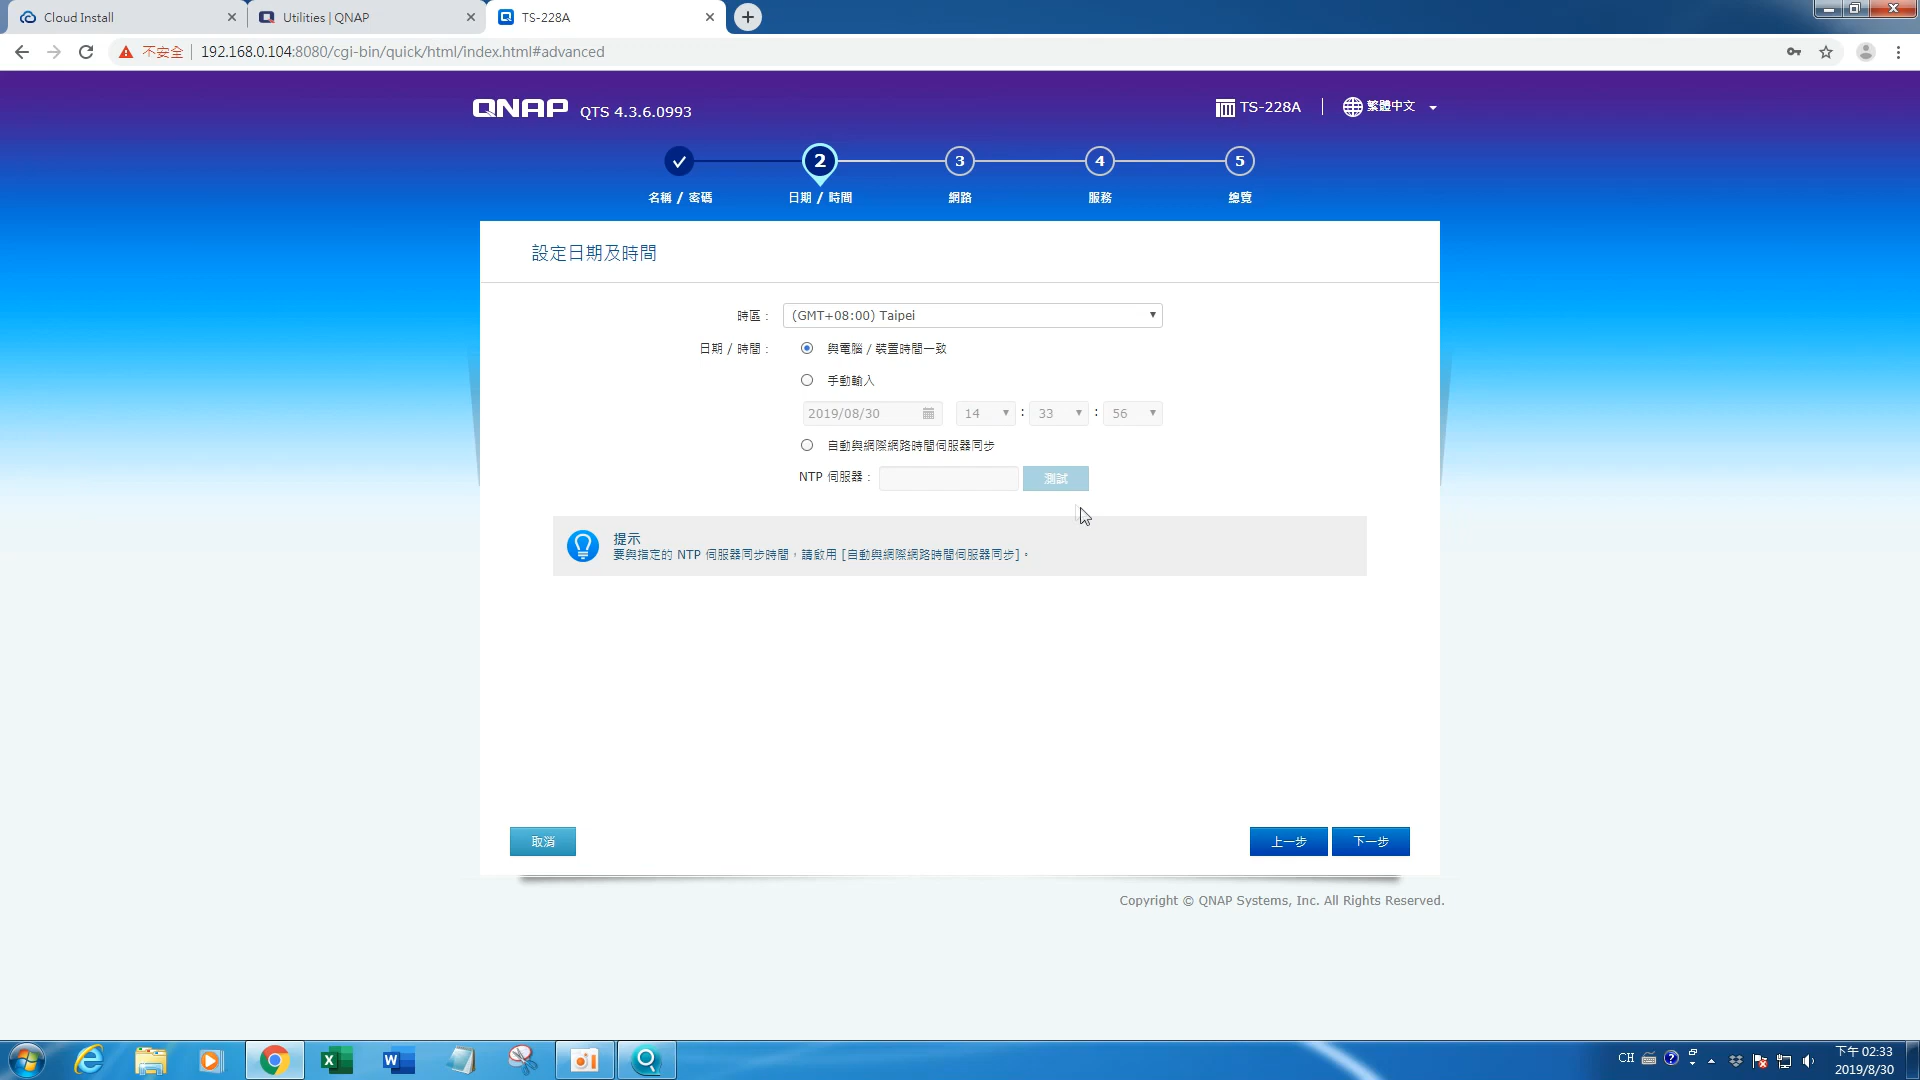 Cloud Install
Utilities | QNAP
TS-228A
不安全
192.168.0.104:8080/cgi-bin/quick/html/index.html#advanced
QNAP QTS 4.3.6.0993
TS-228A
繁體中文
2
3
4
5
名稱 / 密碼
日期 / 時間
網路
服務
總覽
設定日期及時間
時區 :
(GMT+08:00) Taipei
日期 / 時間 :
與電腦 / 裝置時間一致
手動輸入
2019/08/30
14 : 33 : 56
自動與網際網路時間伺服器同步
NTP 伺服器 :
測試
提示
要與指定的 NTP 伺服器同步時間，請啟用 [自動與網際網路時間伺服器同步]。
取消
上一步
下一步
Copyright © QNAP Systems, Inc. All Rights Reserved.
CH
下午 02:33
2019/8/30